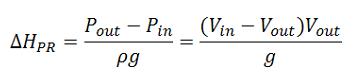 ΔH_PR = (P_out − P_in) / ρg = ((V_in − V_out)V_out) / g